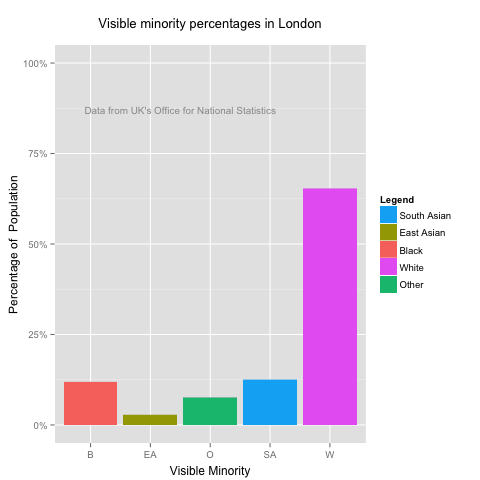 Visible minority percentages in London
100%
Data from UK's Office for National Statistics
75%
50%
25%
0%
Percentage of  Population
B EA O SA W
Visible Minority
Legend
South Asian
East Asian
Black
White
Other